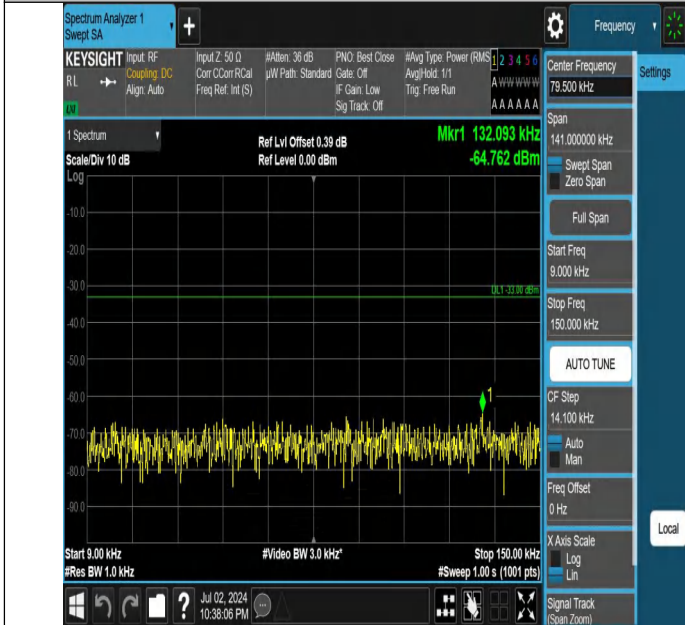 Spectrum Analyzer 1
Swept SA
+
Frequency
KEYSIGHT
RL
Input: RF
Coupling: DC
Align: Auto
Input Z: 50 Ω
Corr CCorr RCal
Freq Ref: Int (S)
#Atten: 36 dB
µW Path: Standard
PNO: Best Close
Gate: Off
IF Gain: Low
Sig Track: Off
#Avg Type: Power (RMS)
Avg|Hold: 1/1
Trig: Free Run
1 2 3 4 5 6
A W W W W W
A A A A A A
1 Spectrum
Scale/Div 10 dB
Log
Ref Lvl Offset 0.39 dB
Ref Level 0.00 dBm
Mkr1 132.093 kHz
-64.762 dBm
-10.0
-20.0
-30.0
DL1 -33.00 dBm
-40.0
-50.0
-60.0
1
-70.0
-80.0
-90.0
Start 9.00 kHz
#Video BW 3.0 kHz*
Stop 150.00 kHz
#Res BW 1.0 kHz
#Sweep 1.00 s (1001 pts)
?
Jul 02, 2024
10:38:06 PM
Center Frequency
79.500 kHz
Settings
Span
141.000000 kHz
Swept Span
Zero Span
Full Span
Start Freq
9.000 kHz
Stop Freq
150.000 kHz
AUTO TUNE
CF Step
14.100 kHz
Auto
Man
Freq Offset
0 Hz
Local
X Axis Scale
Log
Lin
Signal Track
(Span Zoom)